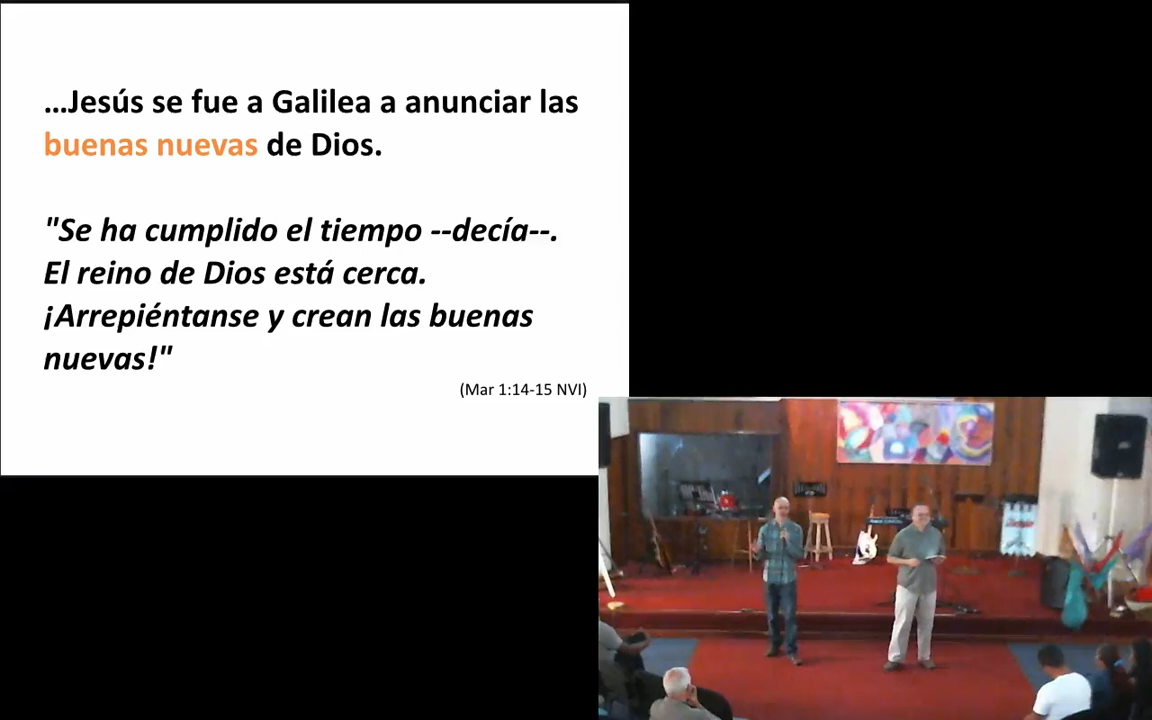 …Jesús se fue a Galilea a anunciar las
buenas nuevas de Dios.
"Se ha cumplido el tiempo --decía--.
El reino de Dios está cerca.
¡Arrepiéntanse y crean las buenas
nuevas!"
(Mar 1:14-15 NVI)